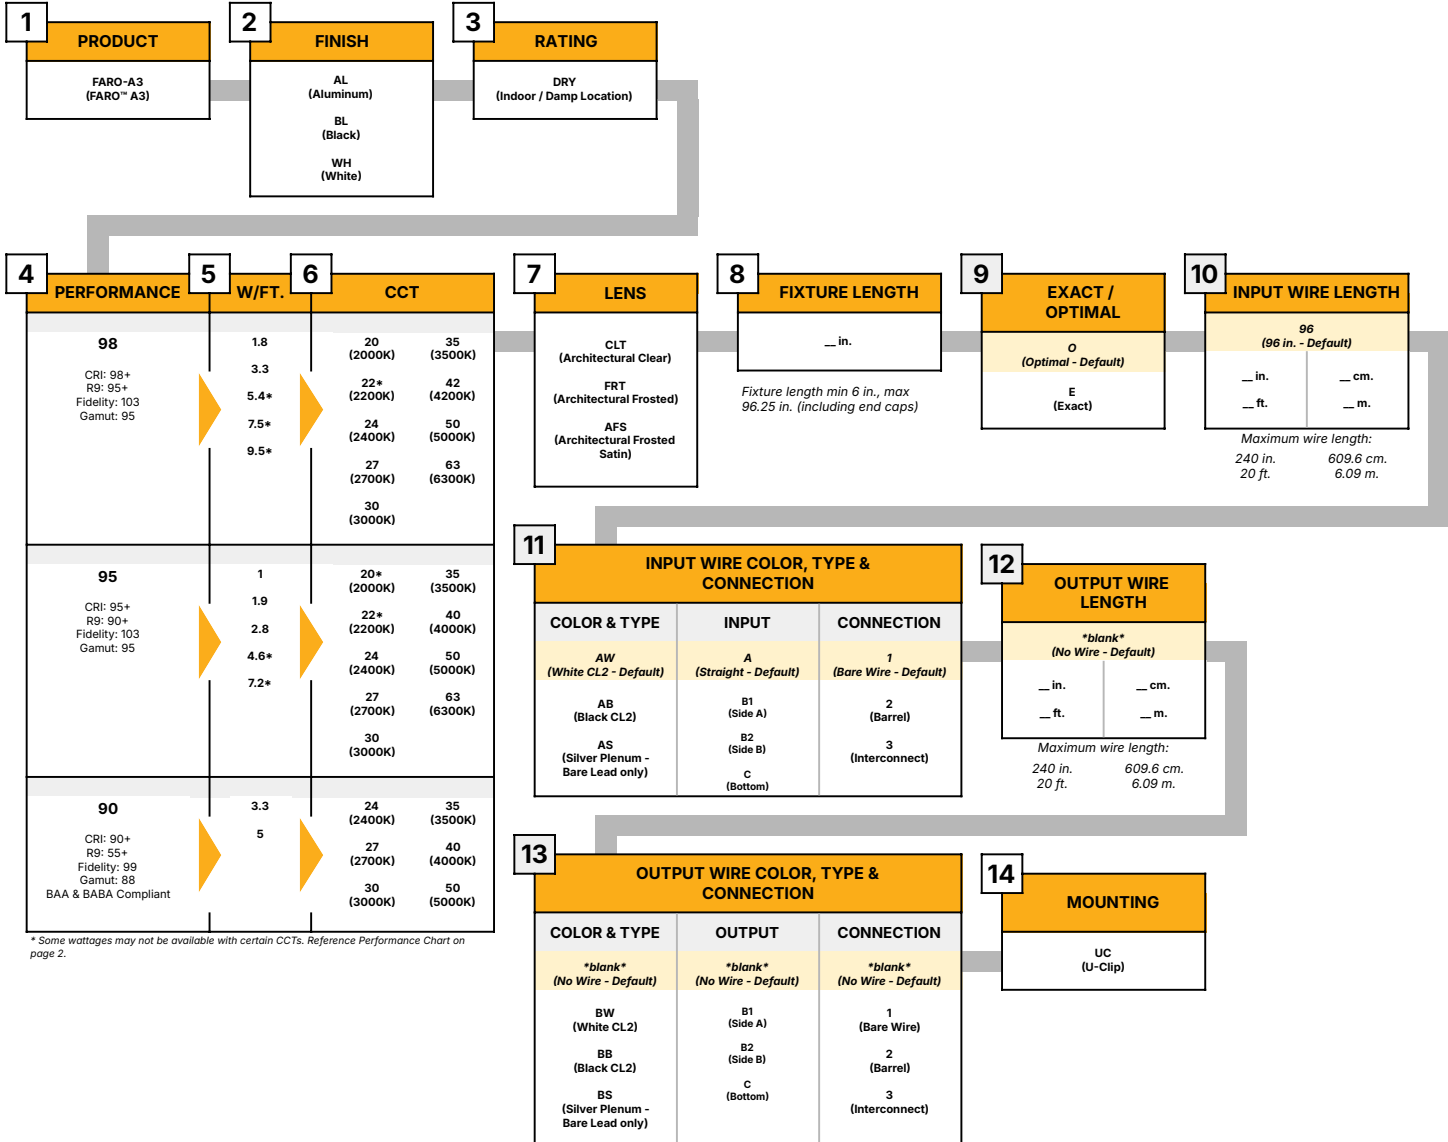 1
PRODUCT
FARO-A3
(FARO™ A3)
2
FINISH
AL
(Aluminum)
BL
(Black)
WH
(White)
3
RATING
DRY
(Indoor / Damp Location)
4
PERFORMANCE
5
W/FT.
6
CCT
98
CRI: 98+
R9: 95+
Fidelity: 103
Gamut: 95
1.8
3.3
5.4*
7.5*
9.5*
20
(2000K)
22*
(2200K)
24
(2400K)
27
(2700K)
30
(3000K)
35
(3500K)
42
(4200K)
50
(5000K)
63
(6300K)
95
CRI: 95+
R9: 90+
Fidelity: 103
Gamut: 95
1
1.9
2.8
4.6*
7.2*
20*
(2000K)
22*
(2200K)
24
(2400K)
27
(2700K)
30
(3000K)
35
(3500K)
40
(4000K)
50
(5000K)
63
(6300K)
90
CRI: 90+
R9: 55+
Fidelity: 99
Gamut: 88
BAA & BABA Compliant
3.3
5
24
(2400K)
27
(2700K)
30
(3000K)
35
(3500K)
40
(4000K)
50
(5000K)
* Some wattages may not be available with certain CCTs. Reference Performance Chart on
page 2.
7
LENS
CLT
(Architectural Clear)
FRT
(Architectural Frosted)
AFS
(Architectural Frosted
Satin)
8
FIXTURE LENGTH
__ in.
Fixture length min 6 in., max
96.25 in. (including end caps)
9
EXACT /
OPTIMAL
O
(Optimal - Default)
E
(Exact)
10
INPUT WIRE LENGTH
96
(96 in. - Default)
__ in.
__ cm.
__ ft.
__ m.
Maximum wire length:
240 in.
609.6 cm.
20 ft.
6.09 m.
11
INPUT WIRE COLOR, TYPE &
CONNECTION
COLOR & TYPE
AW
(White CL2 - Default)
AB
(Black CL2)
AS
(Silver Plenum -
Bare Lead only)
INPUT
A
(Straight - Default)
B1
(Side A)
B2
(Side B)
C
(Bottom)
CONNECTION
1
(Bare Wire - Default)
2
(Barrel)
3
(Interconnect)
12
OUTPUT WIRE
LENGTH
*blank*
(No Wire - Default)
__ in.
__ cm.
__ ft.
__ m.
Maximum wire length:
240 in.
609.6 cm.
20 ft.
6.09 m.
13
OUTPUT WIRE COLOR, TYPE &
CONNECTION
COLOR & TYPE
*blank*
(No Wire - Default)
BW
(White CL2)
BB
(Black CL2)
BS
(Silver Plenum -
Bare Lead only)
OUTPUT
*blank*
(No Wire - Default)
B1
(Side A)
B2
(Side B)
C
(Bottom)
CONNECTION
*blank*
(No Wire - Default)
1
(Bare Wire)
2
(Barrel)
3
(Interconnect)
14
MOUNTING
UC
(U-Clip)